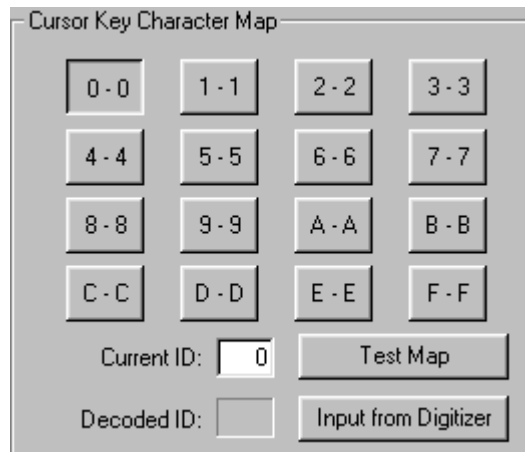 Cursor Key Character Map
0 - 0 1 - 1 2 - 2 3 - 3
4 - 4 5 - 5 6 - 6 7 - 7
8 - 8 9 - 9 A - A B - B
C - C D - D E - E F - F
Current ID: 0 Test Map
Decoded ID: Input from Digitizer